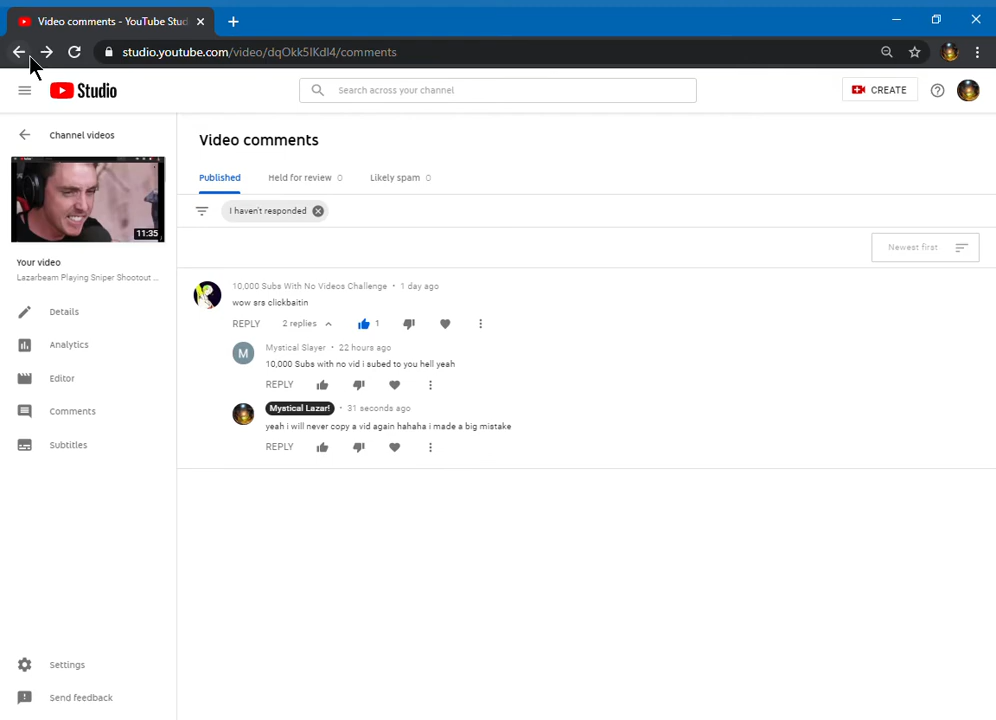 Video comments - YouTube Stud
studio.youtube.com/video/dqOkk5IKdI4/comments
Studio
Search across your channel
CREATE
Channel videos
11:35
Your video
Lazarbeam Playing Sniper Shootout ...
Details
Analytics
Editor
Comments
Subtitles
Settings
Send feedback
Video comments
Published
Held for review 0
Likely spam 0
I haven't responded
Newest first
10,000 Subs With No Videos Challenge • 1 day ago
wow srs clickbaitin
REPLY 2 replies 1
M
Mystical Slayer • 22 hours ago
10,000 Subs with no vid i subed to you hell yeah
REPLY
Mystical Lazar! • 31 seconds ago
yeah i will never copy a vid again hahaha i made a big mistake
REPLY